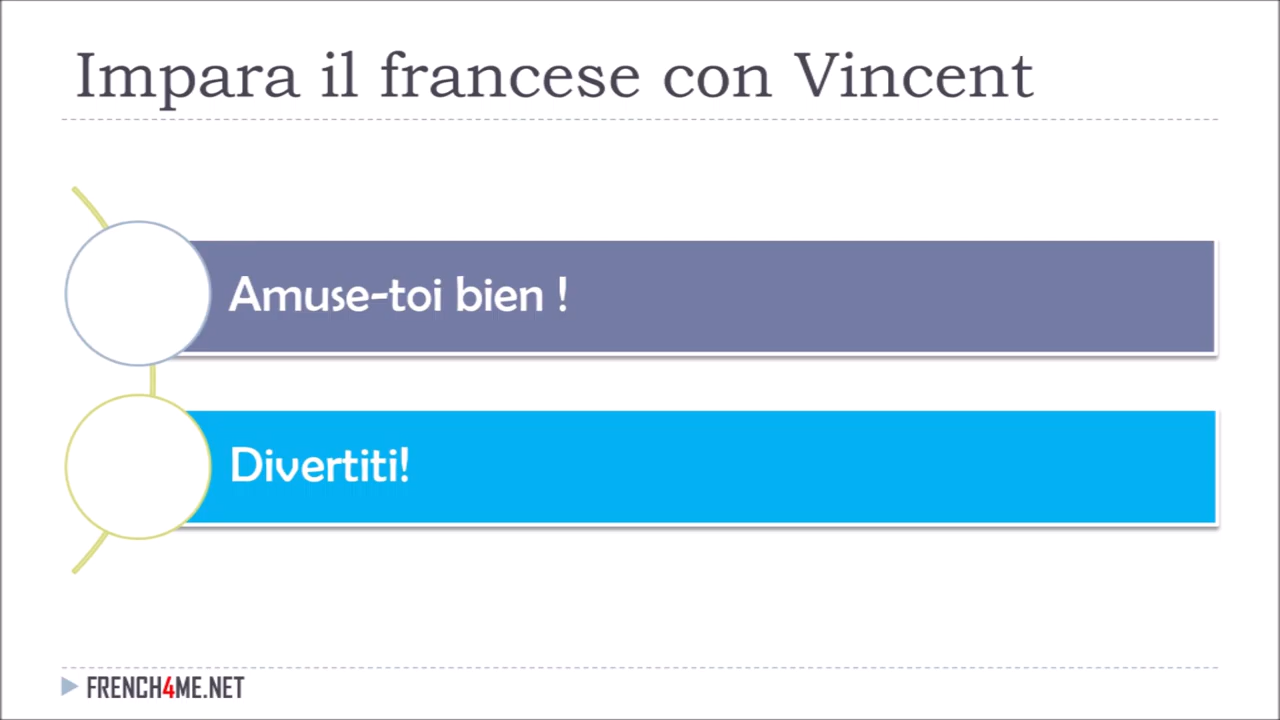 Impara il francese con Vincent
Amuse-toi bien !
Divertiti!
FRENCH4ME.NET